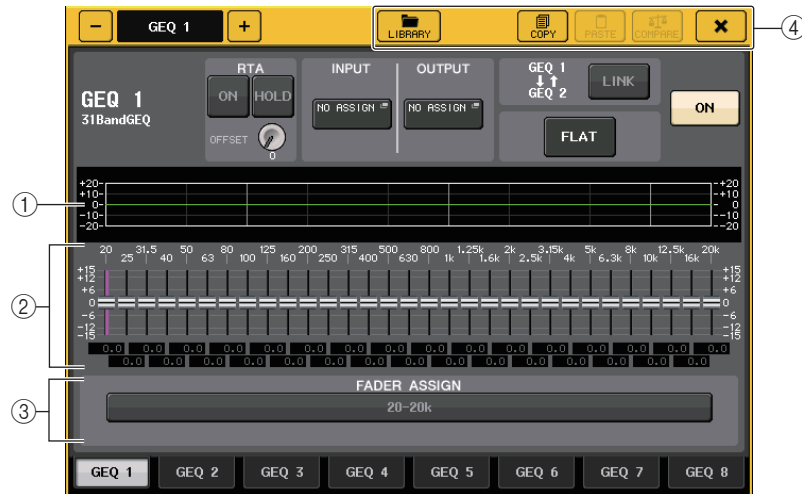 − GEQ 1 +
LIBRARY COPY PASTE COMPARE ×
④
GEQ 1
31BandGEQ
RTA
ON HOLD
OFFSET
0
INPUT
NO ASSIGN
OUTPUT
NO ASSIGN
GEQ 1
GEQ 2
LINK
FLAT
ON
①
+20 +20
+10 +10
0 0
-10 -10
-20 -20
②
20 31.5 50 80 125 200 315 500 800 1.25k 2k 3.15k 5k 8k 12.5k 20k
25 40 63 100 160 250 400 630 1k 1.6k 2.5k 4k 6.3k 10k 16k
+15 +15
+12 +12
+6 +6
0 0
-6 -6
-12 -12
-15 -15
0.0 0.0 0.0 0.0 0.0 0.0 0.0 0.0 0.0 0.0 0.0 0.0 0.0 0.0 0.0 0.0
0.0 0.0 0.0 0.0 0.0 0.0 0.0 0.0 0.0 0.0 0.0 0.0 0.0 0.0 0.0
③
FADER ASSIGN
20-20k
GEQ 1 GEQ 2 GEQ 3 GEQ 4 GEQ 5 GEQ 6 GEQ 7 GEQ 8